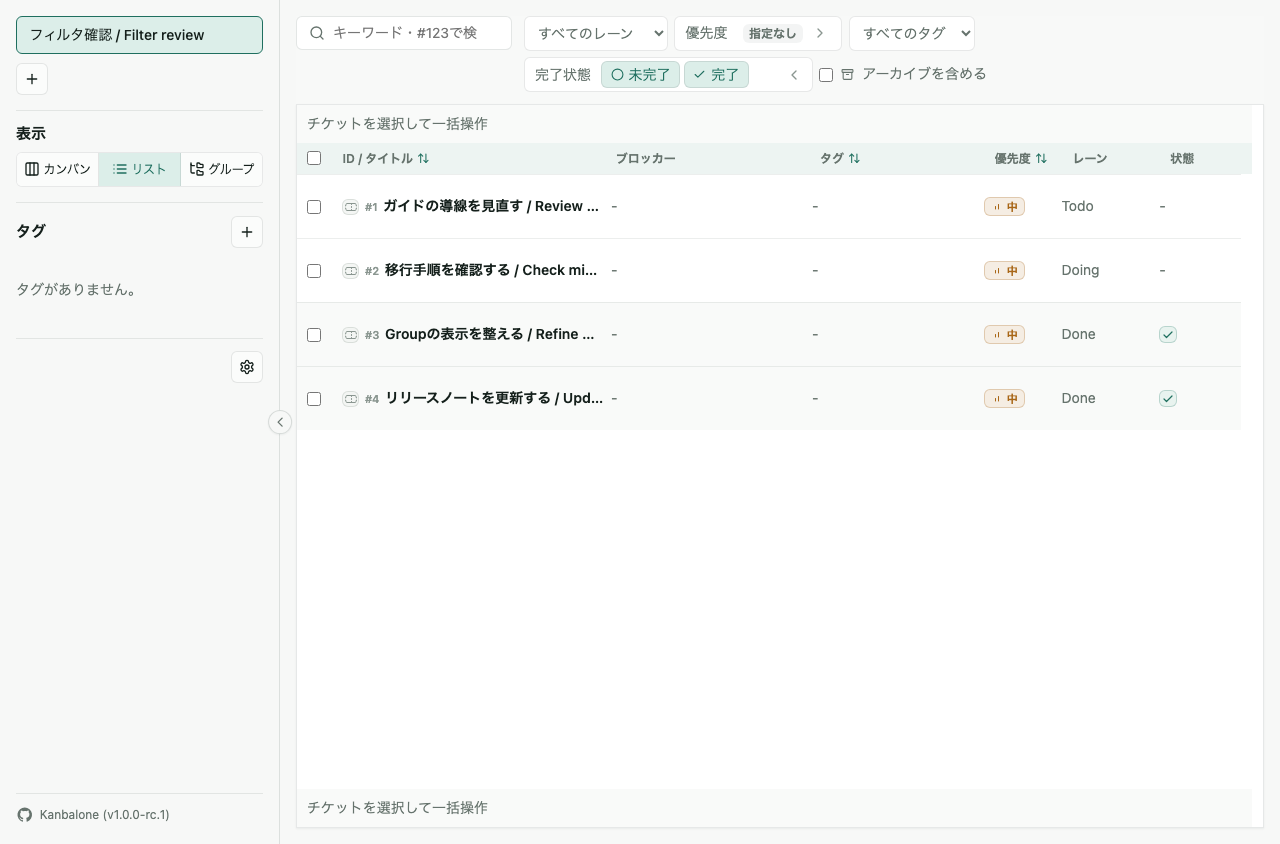 フィルタ確認 / Filter review
表示
カンバン
リスト
グループ
タグ
タグがありません。
Kanbalone (v1.0.0-rc.1)
キーワード・#123で検
すべてのレーン
優先度 指定なし
すべてのタグ
完了状態 未完了 完了
アーカイブを含める
チケットを選択して一括操作
ID / タイトル ブロッカー タグ 優先度 レーン 状態
#1 ガイドの導線を見直す / Review ... - - 中 Todo -
#2 移行手順を確認する / Check mi... - - 中 Doing -
#3 Groupの表示を整える / Refine ... - - 中 Done
#4 リリースノートを更新する / Upd... - - 中 Done
チケットを選択して一括操作